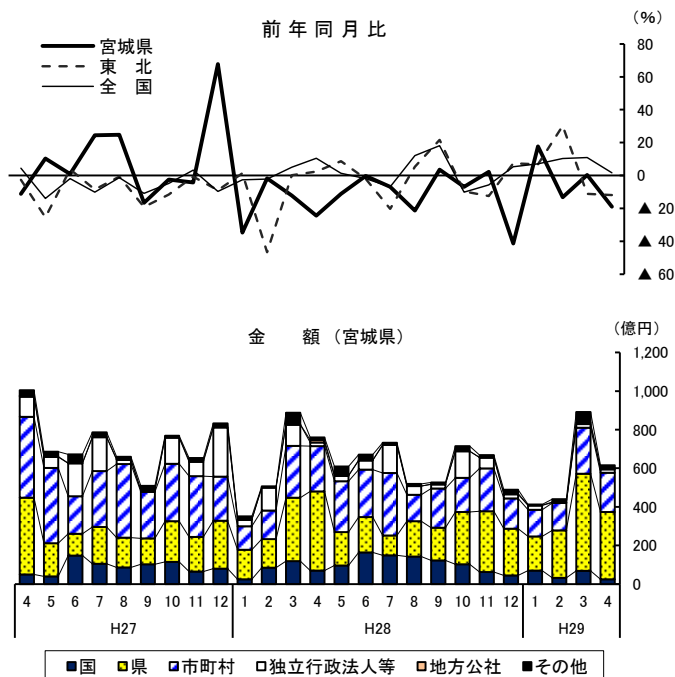 前年同月比
（%）
宮城県
東　北
全　国
80
60
40
20
0
▲ 20
▲ 40
▲ 60
金　　額（宮城県）
（億円）
1,200
1,000
800
600
400
200
0
4 5 6 7 8 9 10 11 12 1 2 3 4 5 6 7 8 9 10 11 12 1 2 3 4
H27 H28 H29
国 県 市町村 独立行政法人等 地方公社 その他